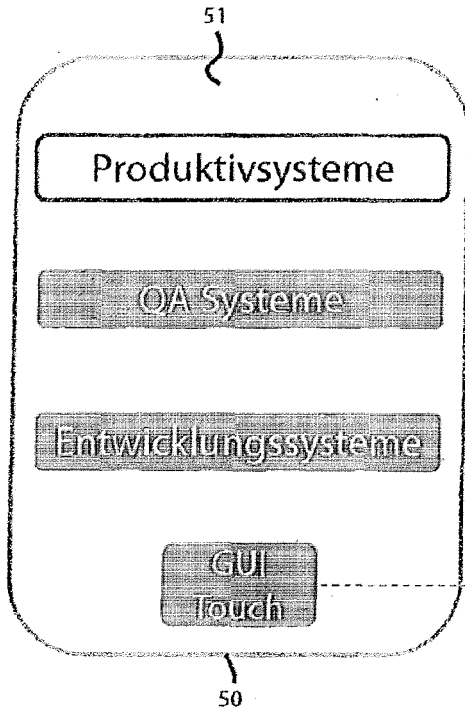 51
Produktivsysteme
QA Systeme
Entwicklungssysteme
GUI
Touch
50